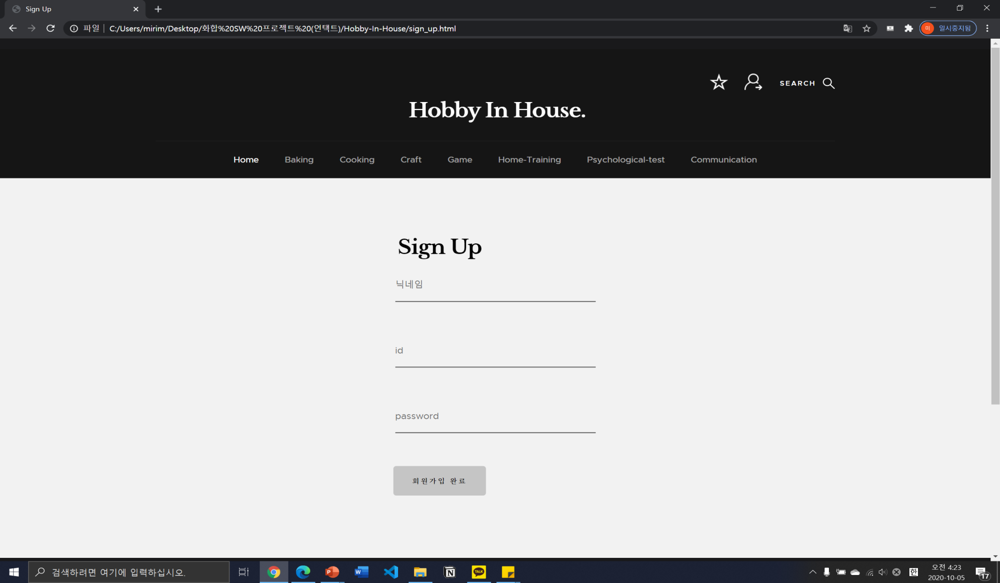 Sign Up
파일 C:/Users/mirim/Desktop/화합%20SW%20프로젝트%20(언택트)/Hobby-In-House/sign_up.html
미 일시중지됨
SEARCH
Hobby In House.
Home Baking Cooking Craft Game Home-Training Psychological-test Communication
Sign Up
닉네임
id
password
회원가입 완료
검색하려면 여기에 입력하십시오.
TALK
한
오전 4:23
2020-10-05
17